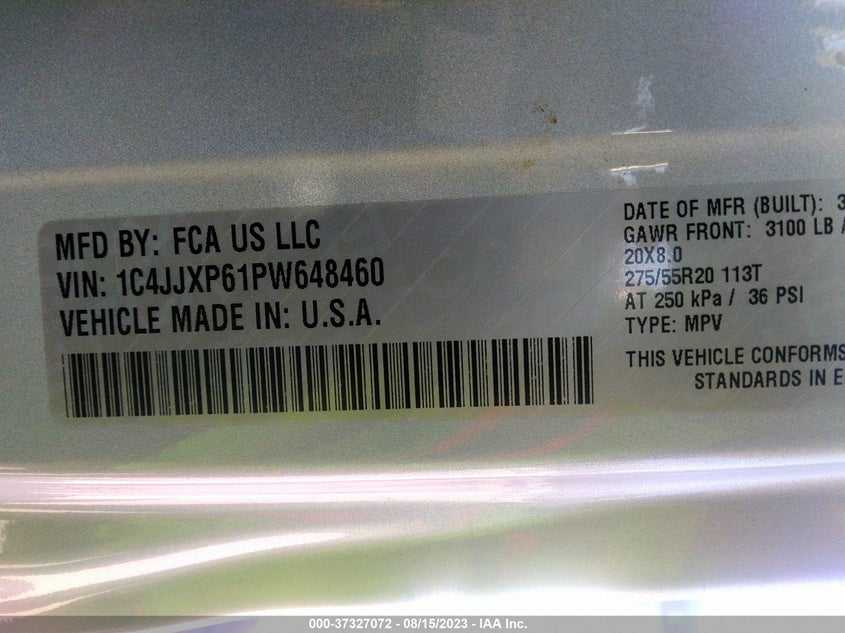 MFD BY: FCA US LLC
VIN: 1C4JJXP61PW648460
VEHICLE MADE IN: U.S.A.
DATE OF MFR (BUILT): 3
GAWR FRONT: 3100 LB /
20X8.0
275/55R20 113T
AT 250 kPa / 36 PSI
TYPE: MPV
THIS VEHICLE CONFORMS
STANDARDS IN E
000-37327072 - 08/15/2023 - IAA Inc.